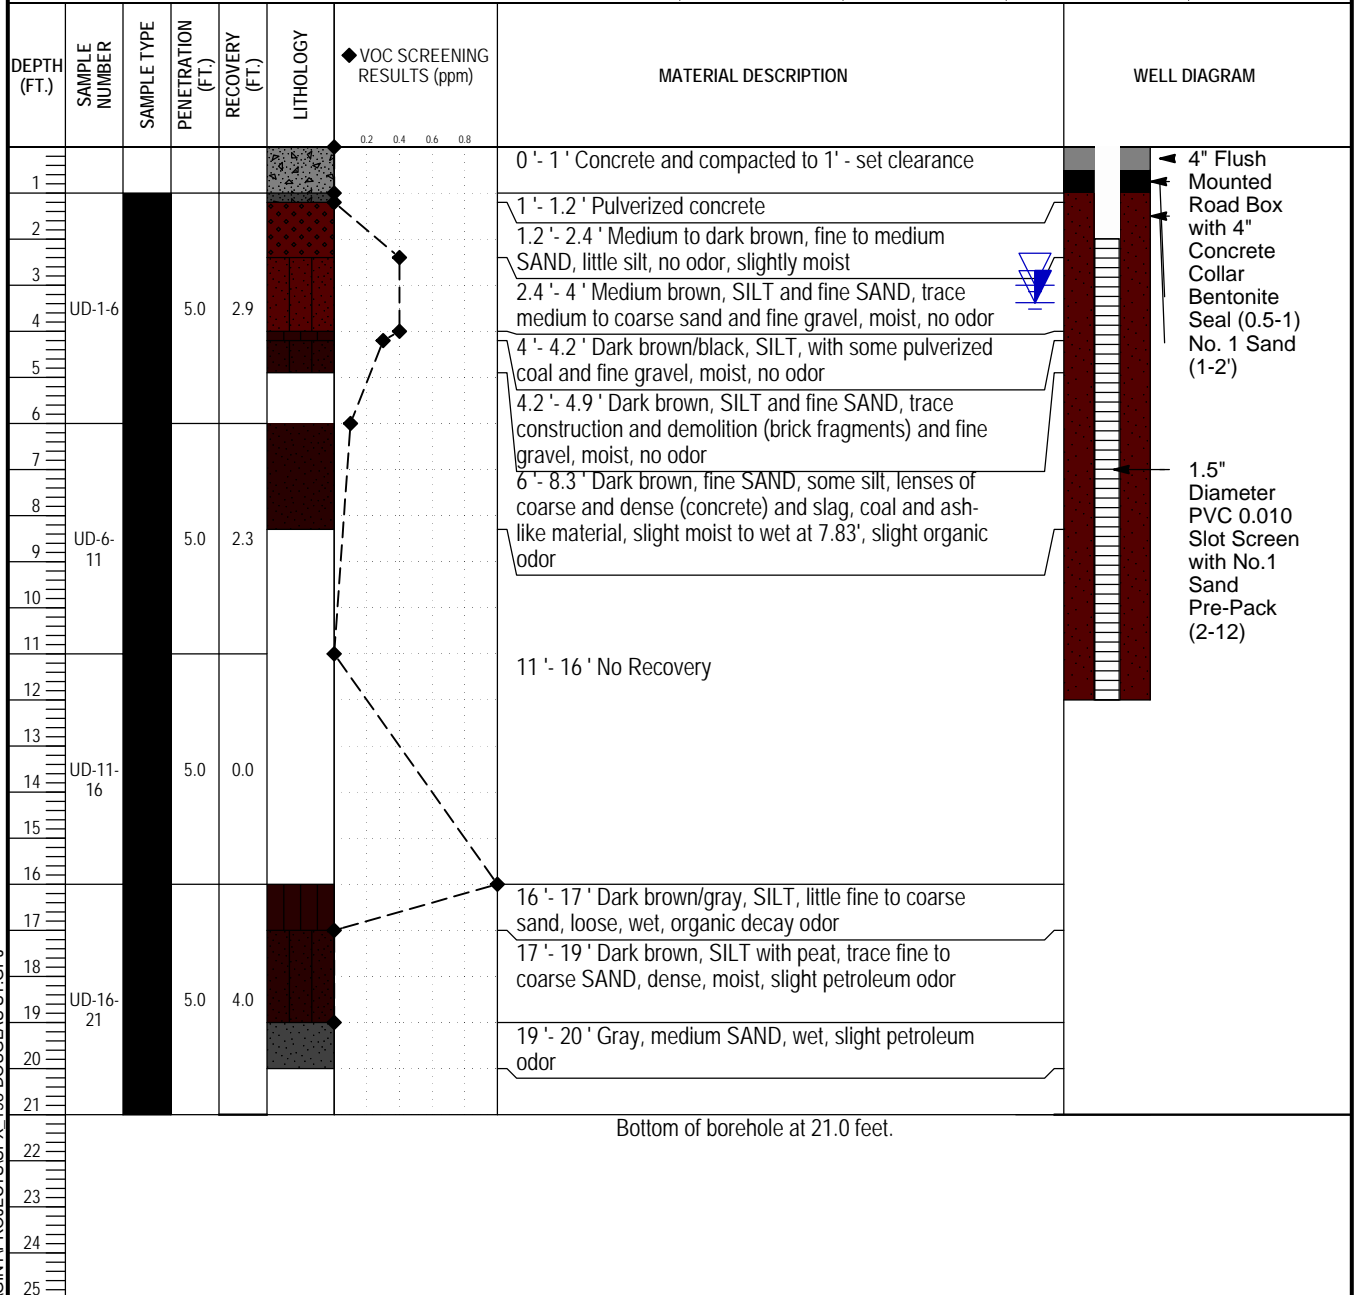 DEPTH
(FT.)
SAMPLE
NUMBER
SAMPLE TYPE
PENETRATION
(FT.)
RECOVERY
(FT.)
LITHOLOGY
VOC SCREENING
RESULTS (ppm)
0.2 0.4 0.6 0.8
MATERIAL DESCRIPTION
WELL DIAGRAM
1
2
3
4
5
6
7
8
9
10
11
12
13
14
15
16
17
18
19
20
21
22
23
24
25
UD-1-6 5.0 2.9
UD-6-
11
5.0 2.3
UD-11-
16
5.0 0.0
UD-16-
21
5.0 4.0
0 '- 1 ' Concrete and compacted to 1' - set clearance
1 '- 1.2 ' Pulverized concrete
1.2 '- 2.4 ' Medium to dark brown, fine to medium
SAND, little silt, no odor, slightly moist
2.4 '- 4 ' Medium brown, SILT and fine SAND, trace
medium to coarse sand and fine gravel, moist, no odor
4 '- 4.2 ' Dark brown/black, SILT, with some pulverized
coal and fine gravel, moist, no odor
4.2 '- 4.9 ' Dark brown, SILT and fine SAND, trace
construction and demolition (brick fragments) and fine
gravel, moist, no odor
6 '- 8.3 ' Dark brown, fine SAND, some silt, lenses of
coarse and dense (concrete) and slag, coal and ash-
like material, slight moist to wet at 7.83', slight organic
odor
11 '- 16 ' No Recovery
16 '- 17 ' Dark brown/gray, SILT, little fine to coarse
sand, loose, wet, organic decay odor
17 '- 19 ' Dark brown, SILT with peat, trace fine to
coarse SAND, dense, moist, slight petroleum odor
19 '- 20 ' Gray, medium SAND, wet, slight petroleum
odor
Bottom of borehole at 21.0 feet.
4" Flush
Mounted
Road Box
with 4"
Concrete
Collar
Bentonite
Seal (0.5-1)
No. 1 Sand
(1-2')
1.5"
Diameter
PVC 0.010
Slot Screen
with No.1
Sand
Pre-Pack
(2-12)